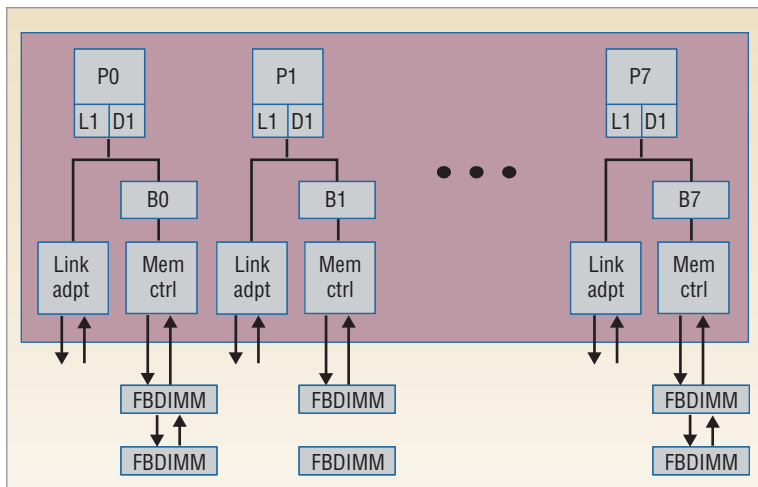 P0
P1
P7
L1 D1
L1 D1
L1 D1
B0
B1
B7
Link
adpt
Mem
ctrl
Link
adpt
Mem
ctrl
Link
adpt
Mem
ctrl
FBDIMM
FBDIMM
FBDIMM
FBDIMM
FBDIMM
FBDIMM